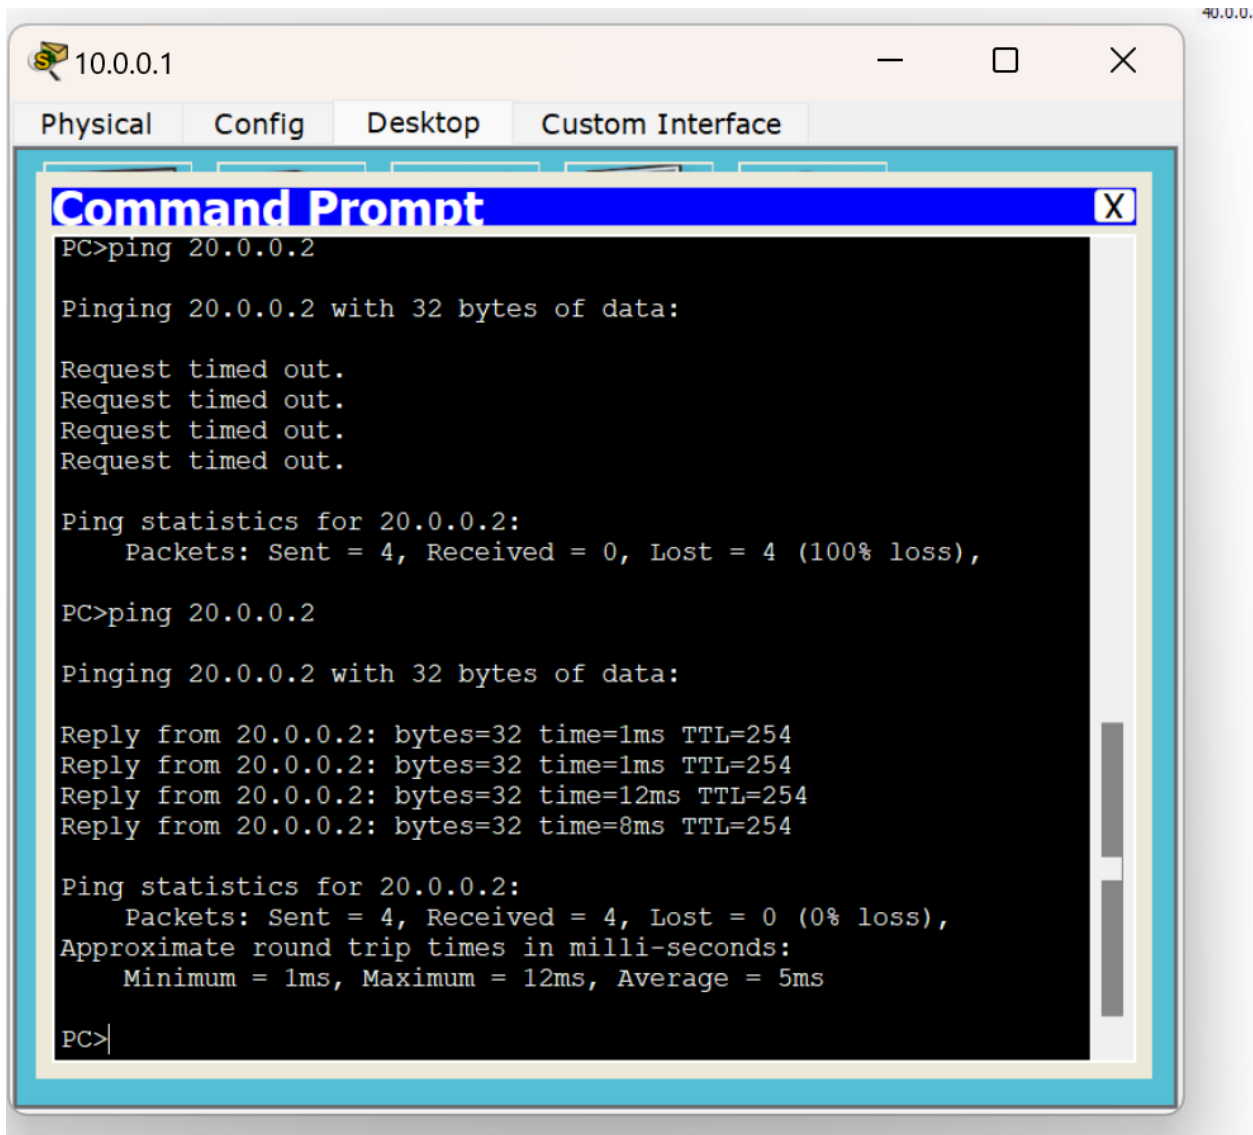 40.0.0.
10.0.0.1
Physical Config Desktop Custom Interface
Command Prompt X
PC>ping 20.0.0.2
Pinging 20.0.0.2 with 32 bytes of data:
Request timed out.
Request timed out.
Request timed out.
Request timed out.
Ping statistics for 20.0.0.2:
Packets: Sent = 4, Received = 0, Lost = 4 (100% loss),
PC>ping 20.0.0.2
Pinging 20.0.0.2 with 32 bytes of data:
Reply from 20.0.0.2: bytes=32 time=1ms TTL=254
Reply from 20.0.0.2: bytes=32 time=1ms TTL=254
Reply from 20.0.0.2: bytes=32 time=12ms TTL=254
Reply from 20.0.0.2: bytes=32 time=8ms TTL=254
Ping statistics for 20.0.0.2:
Packets: Sent = 4, Received = 4, Lost = 0 (0% loss),
Approximate round trip times in milli-seconds:
Minimum = 1ms, Maximum = 12ms, Average = 5ms
PC>